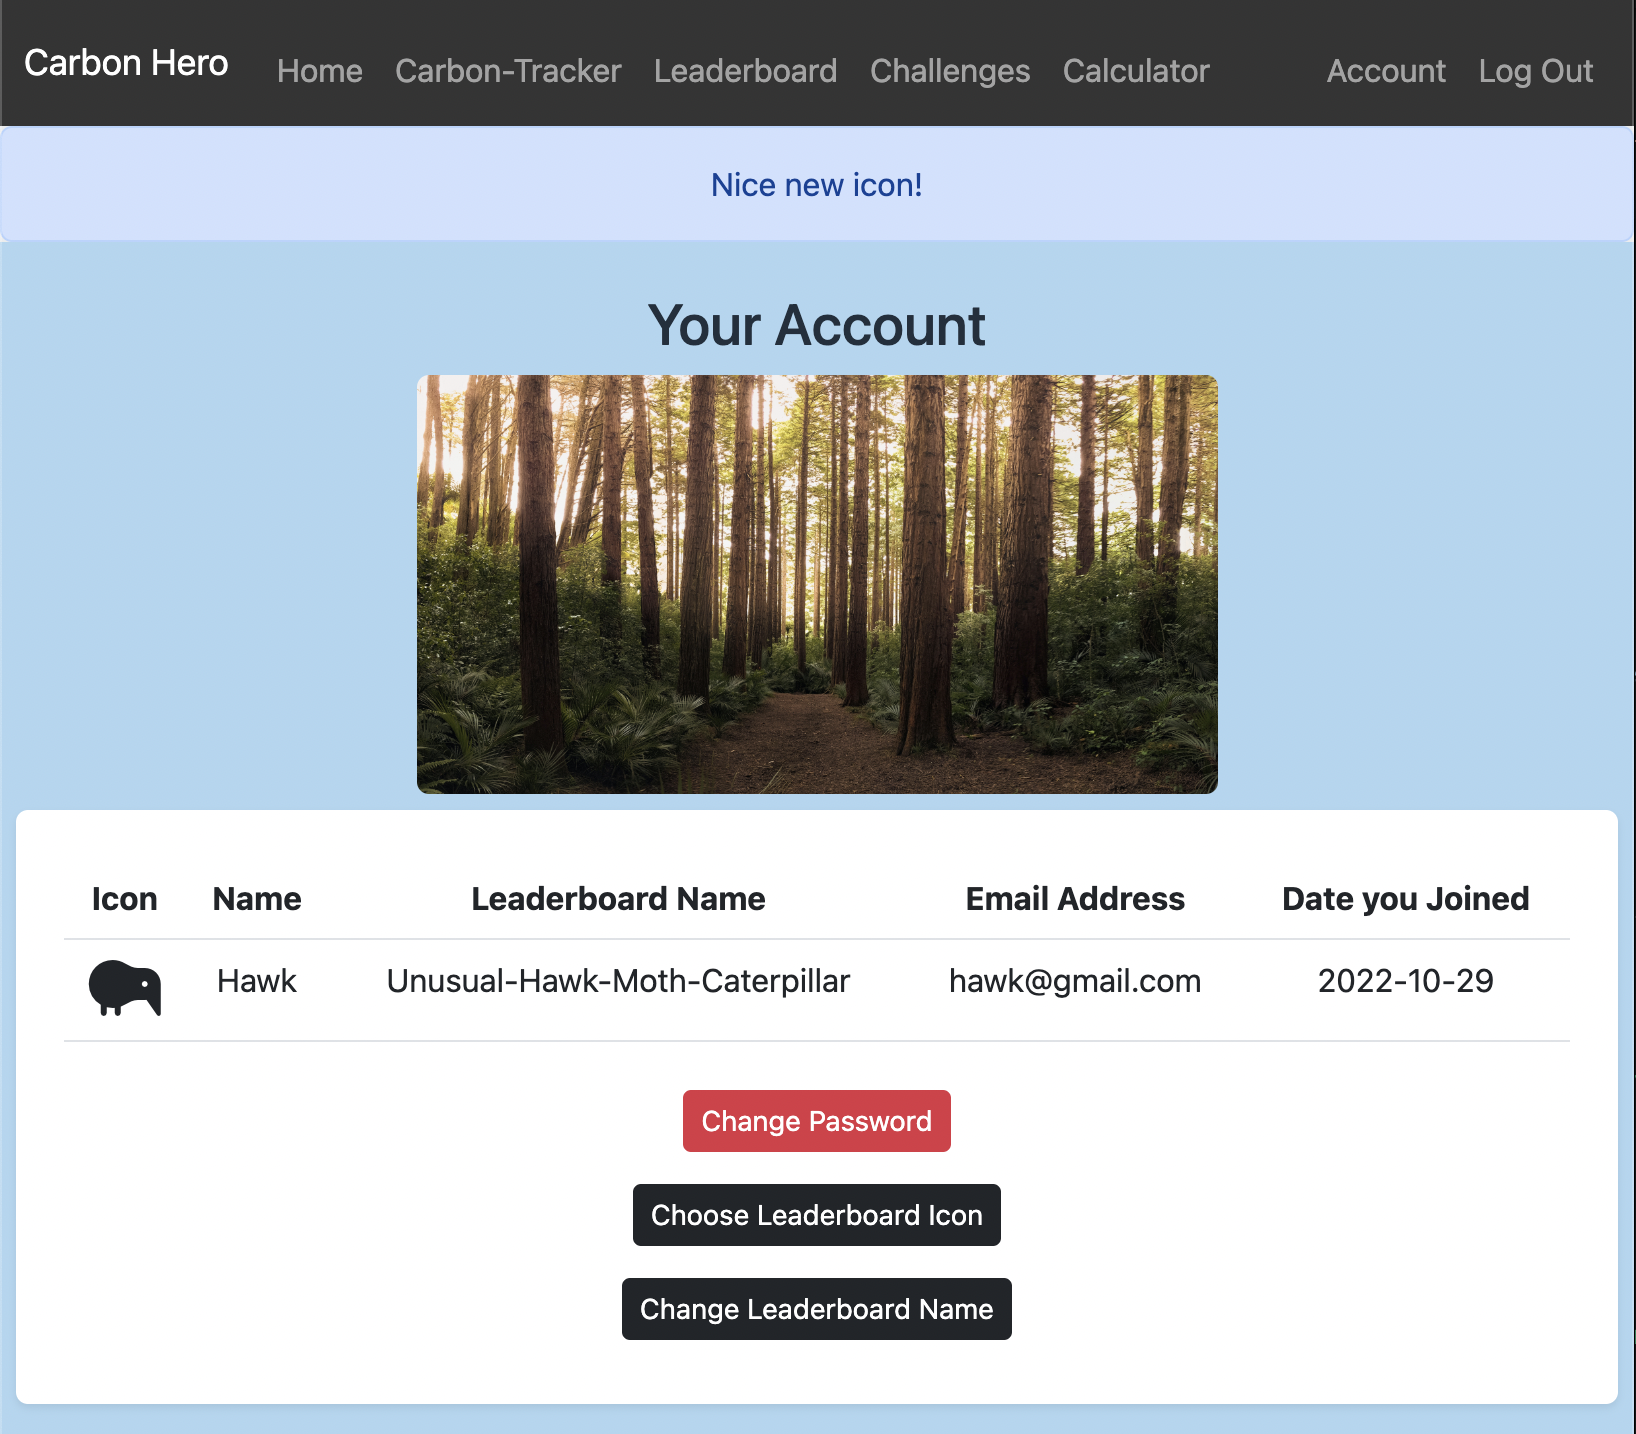 Carbon Hero Home Carbon-Tracker Leaderboard Challenges Calculator Account Log Out
Nice new icon!
Your Account
Icon Name Leaderboard Name Email Address Date you Joined
Hawk Unusual-Hawk-Moth-Caterpillar hawk@gmail.com 2022-10-29
Change Password
Choose Leaderboard Icon
Change Leaderboard Name